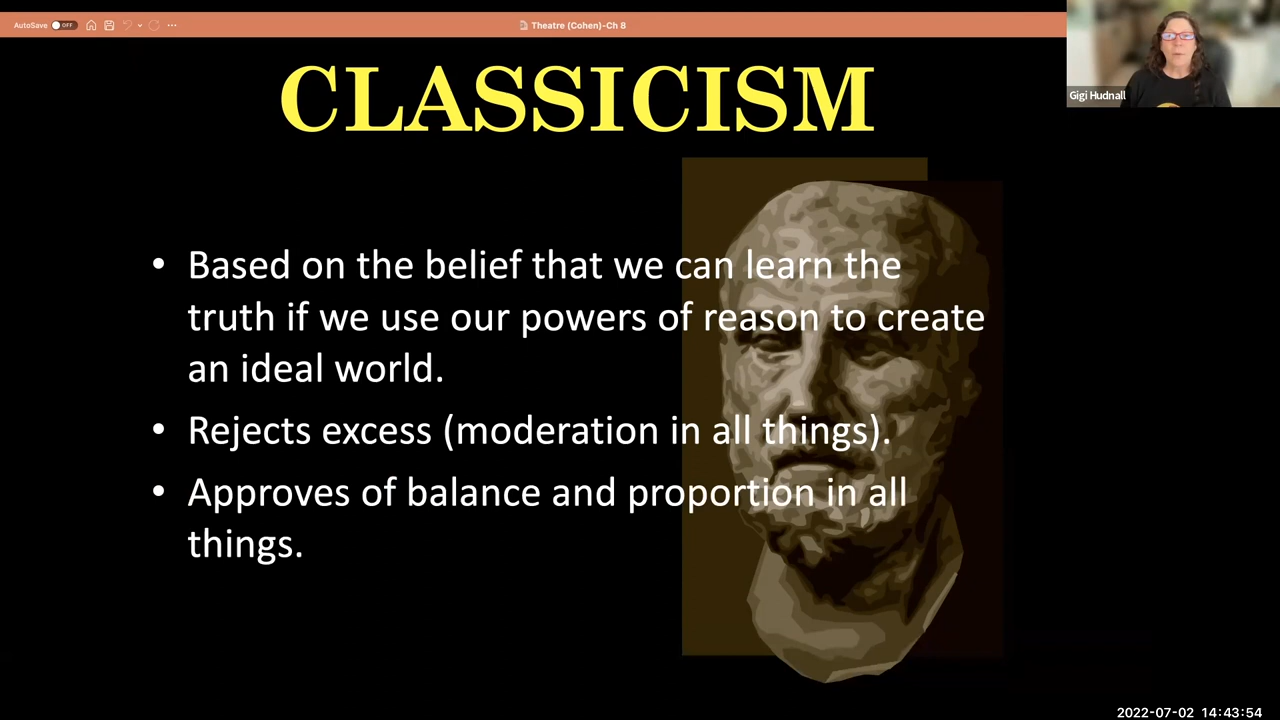 AutoSave OFF
Theatre (Cohen)-Ch 8
Gigi Hudnall
CLASSICISM
• Based on the belief that we can learn the
truth if we use our powers of reason to create
an ideal world.
• Rejects excess (moderation in all things).
• Approves of balance and proportion in all
things.
2022-07-02 14:43:54